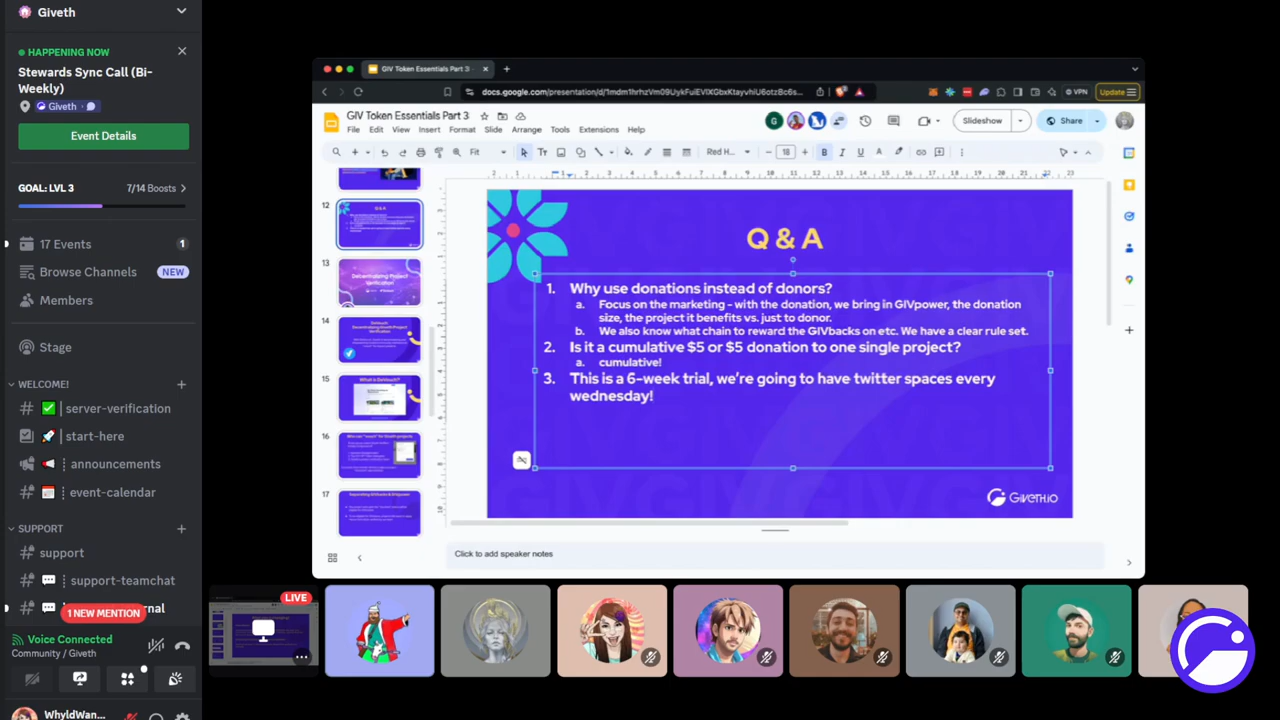 Giveth
HAPPENING NOW
Stewards Sync Call (Bi-
Weekly)
Giveth
Event Details
GOAL: LVL 3 7/14 Boosts
17 Events 1
Browse Channels NEW
Members
Stage
WELCOME!
server-verification
start-here
announcements
event-calendar
SUPPORT
support
support-teamchat
1 NEW MENTION
Voice Connected
Community / Giveth
WhyldWan...
GIV Token Essentials Part 3
Update
VPN
GIV Token Essentials Part 3
File Edit View Insert Format Slide Arrange Tools Extensions Help
Slideshow
Share
Fit
Red H...
18
12
Q & A
13
Decentralizing Project
Verification
14
15
What is DeVouch?
16
17
Q & A
1. Why use donations instead of donors?
a. Focus on the marketing - with the donation, we bring in GIVpower, the donation
size, the project it benefits vs. just to donor.
b. We also know what chain to reward the GIVbacks on etc. We have a clear rule set.
2. Is it a cumulative $5 or $5 donation to one single project?
a. cumulative!
3. This is a 6-week trial, we're going to have twitter spaces every
wednesday!
Giveth.io
Click to add speaker notes
LIVE